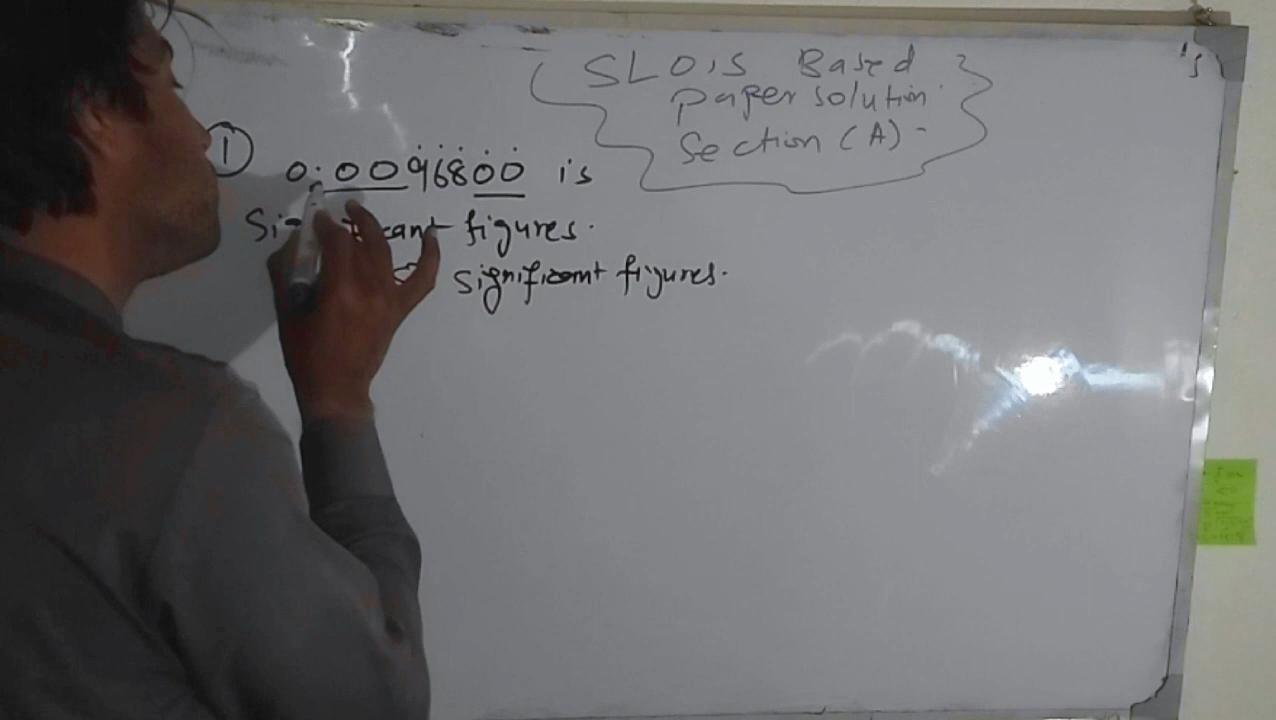 SLO,S Based
paper solution
Section (A) -
① 0.0096800 is
figures.
significant figures.
's